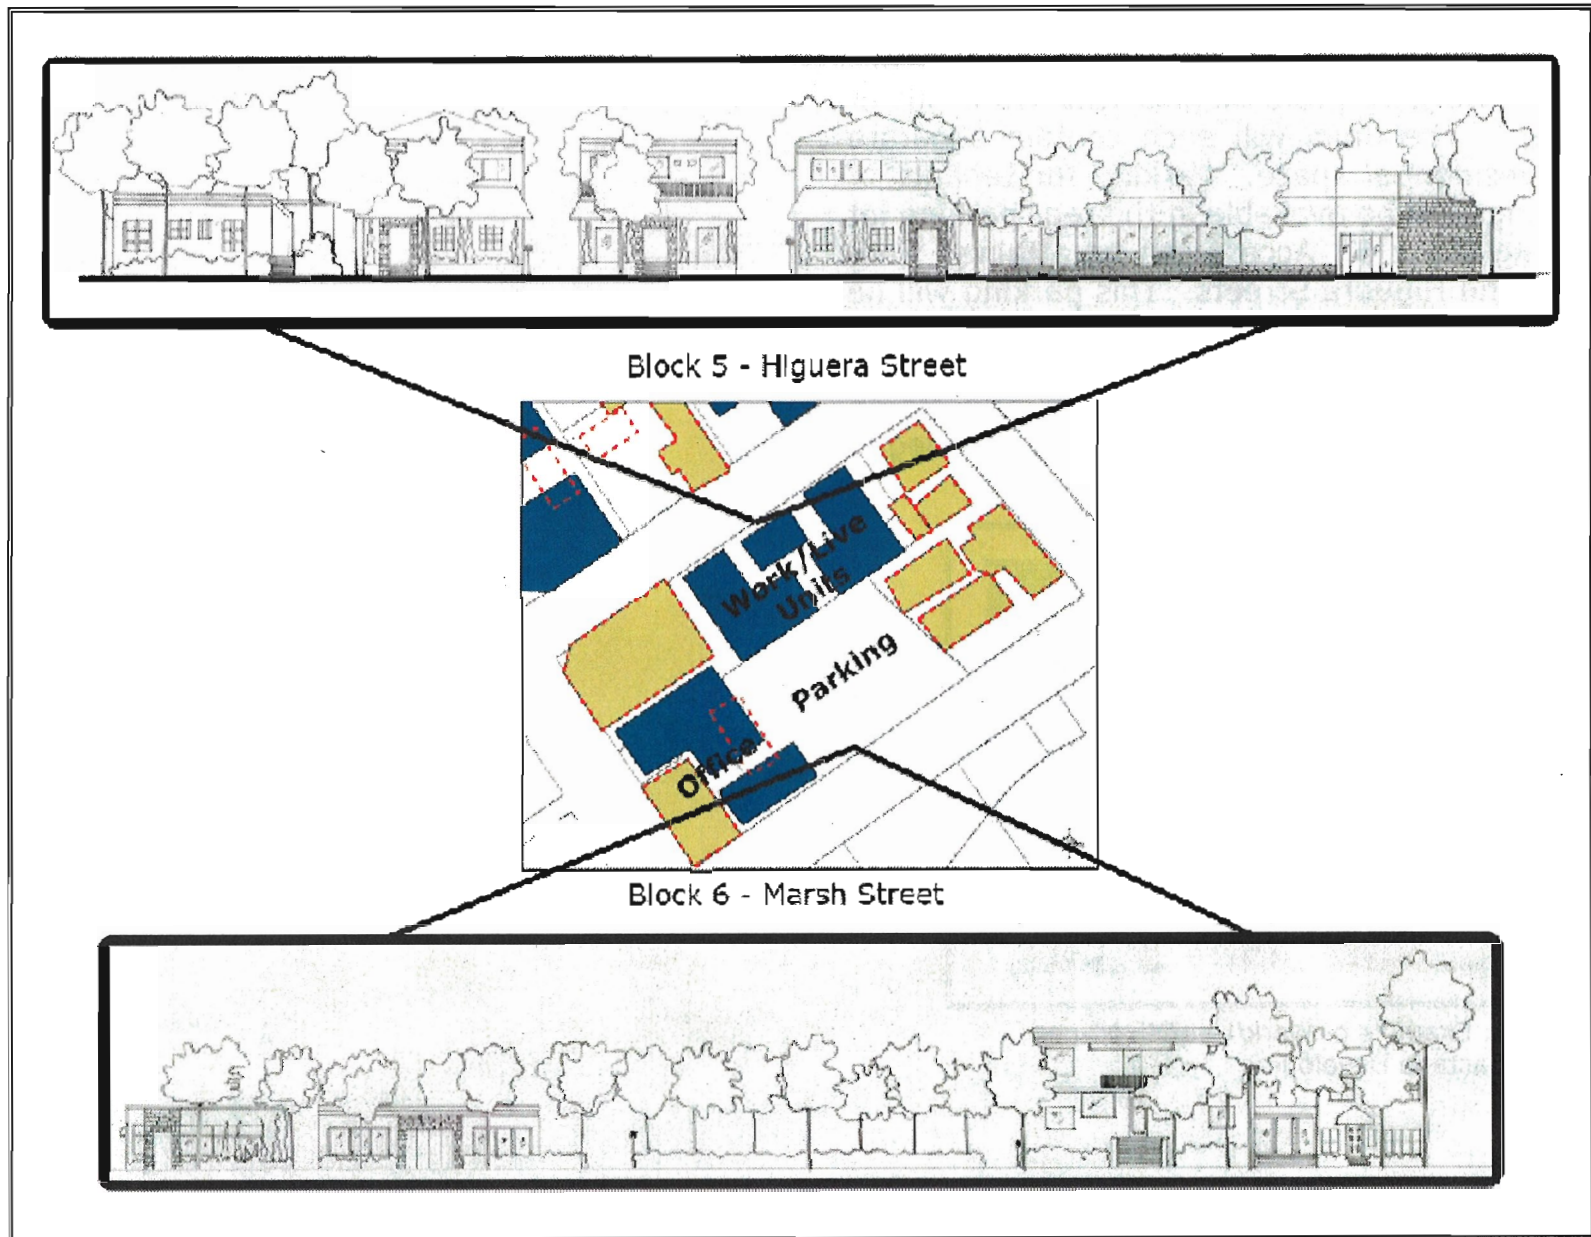 Block 5 - Higuera Street
Work/Live
Units
Parking
Office
Block 6 - Marsh Street